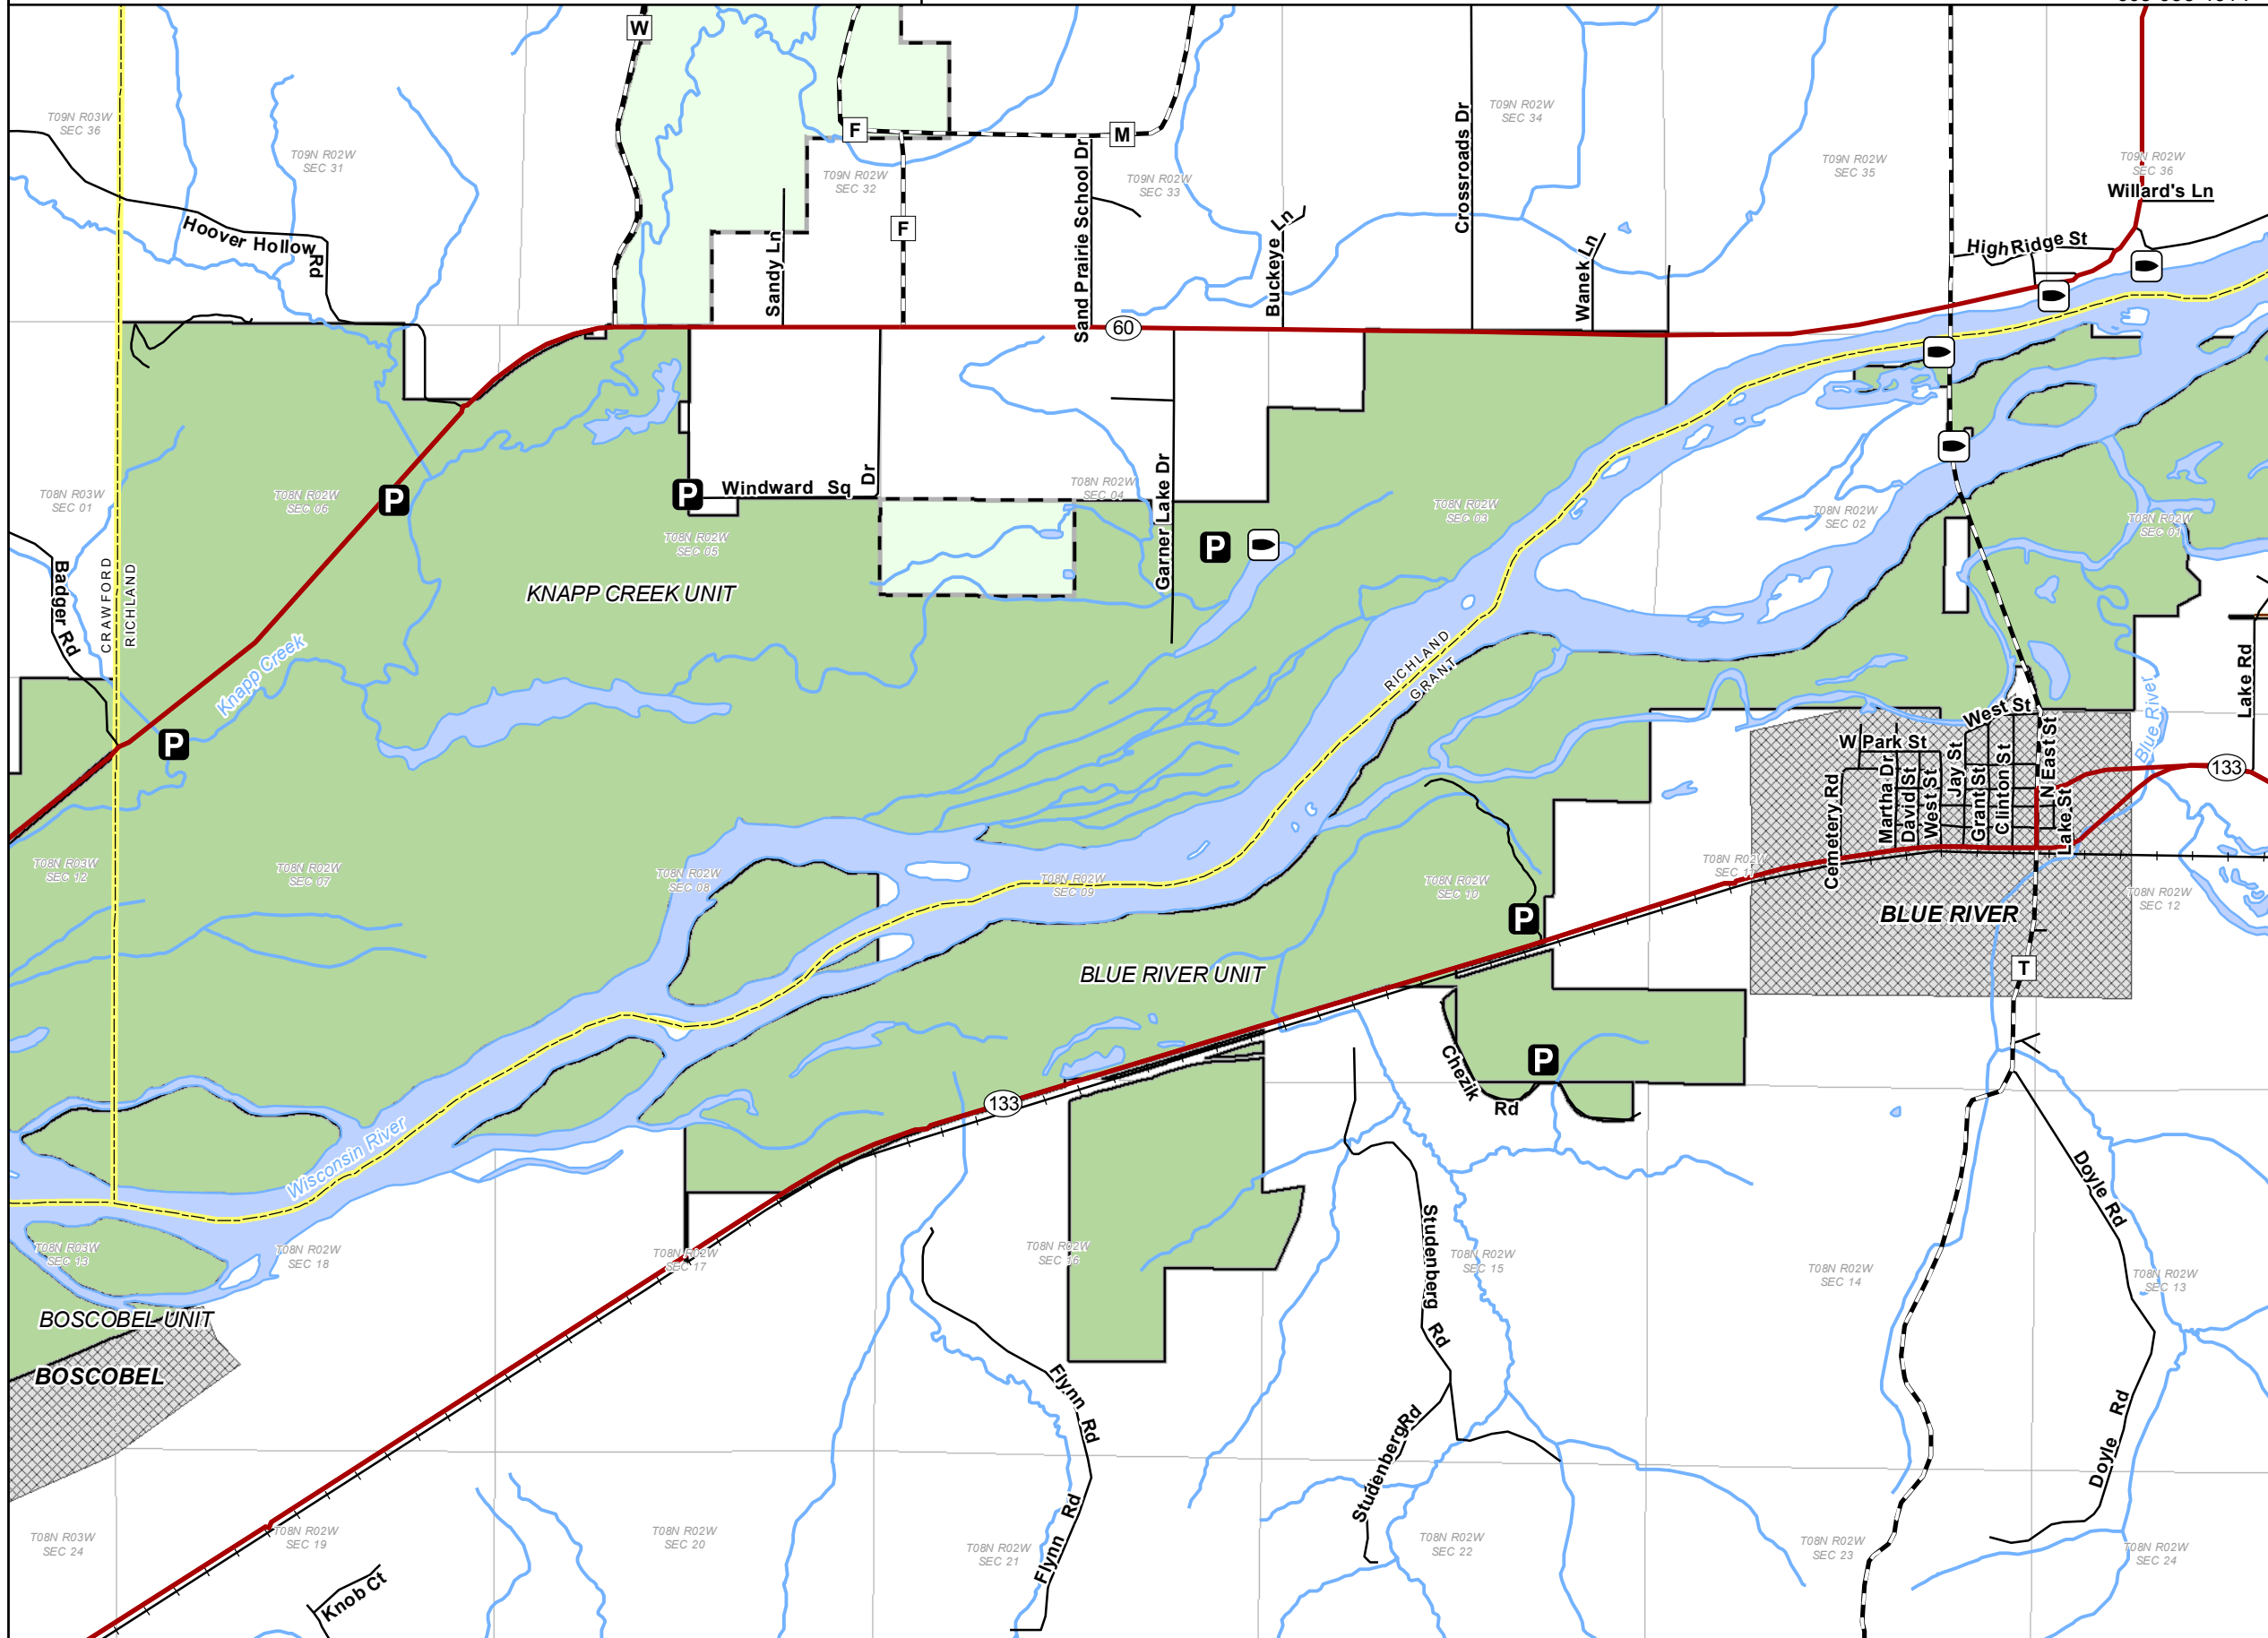 W
T09N R03W
SEC 36
T09N R02W
SEC 31
F
M
T09N R02W
SEC 32
T09N R02W
SEC 33
Crossroads Dr
T09N R02W
SEC 34
T09N R02W
SEC 35
T09N R02W
SEC 36
Willard's Ln
Hoover Hollow
Rd
Sandy Ln
F
Sand Prairie School Dr
Buckeye Ln
Wanek Ln
High Ridge St
60
T08N R03W
SEC 01
T08N R02W
SEC 06
P
P
Windward Sq
Dr
T08N R02W
SEC 05
T08N R02W
SEC 04
Garner Lake Dr
P
T08N R02W
SEC 03
T08N R02W
SEC 02
T08N R02W
SEC 01
Badger Rd
CRAWFORD
RICHLAND
KNAPP CREEK UNIT
Knapp Creek
P
RICHLAND
GRANT
Lake Rd
Blue River
West St
W Park St
Cemetery Rd
Martha Dr
David St
West St
Jay St
Grant St
Clinton St
N East St
Lake St
133
T08N R03W
SEC 12
T08N R02W
SEC 07
T08N R02W
SEC 08
T08N R02W
SEC 09
T08N R02W
SEC 10
T08N R02W
T08N R02W
SEC 12
P
BLUE RIVER
BLUE RIVER UNIT
T
Chezik
Rd
P
133
Wisconsin River
Doyle Rd
T08N R03W
SEC 13
T08N R02W
SEC 18
T08N R02W
SEC 17
T08N R02W
SEC 16
Studenberg
Rd
T08N R02W
SEC 15
T08N R02W
SEC 14
T08N R02W
SEC 13
BOSCOBEL UNIT
BOSCOBEL
Flynn
Rd
Studenberg Rd
Doyle
Rd
T08N R03W
SEC 24
T08N R02W
SEC 19
T08N R02W
SEC 20
T08N R02W
SEC 21
Flynn
Rd
T08N R02W
SEC 22
T08N R02W
SEC 23
T08N R02W
SEC 24
Knob Ct